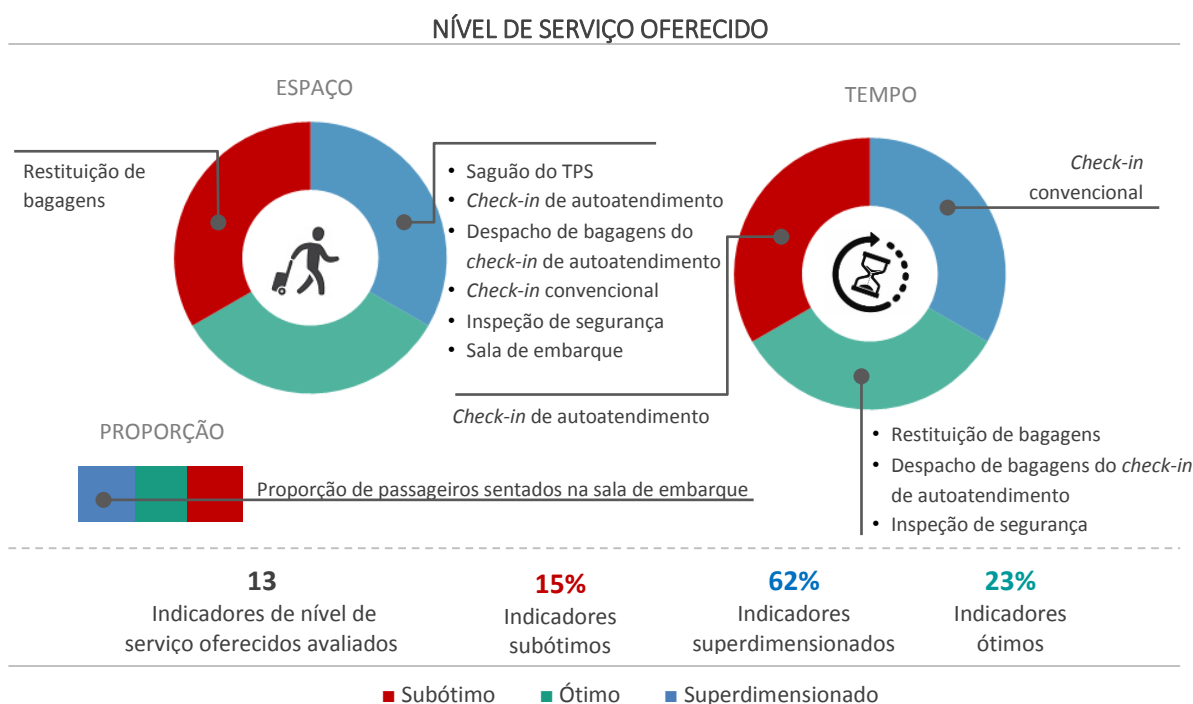 NÍVEL DE SERVIÇO OFERECIDO
ESPAÇO
Restituição de
bagagens
• Saguão do TPS
• Check-in de autoatendimento
• Despacho de bagagens do
check-in de autoatendimento
• Check-in convencional
• Inspeção de segurança
• Sala de embarque
TEMPO
Check-in
convencional
Check-in de autoatendimento
• Restituição de bagagens
• Despacho de bagagens do check-in
de autoatendimento
• Inspeção de segurança
PROPORÇÃO
Proporção de passageiros sentados na sala de embarque
13
Indicadores de nível de
serviço oferecidos avaliados
15%
Indicadores
subótimos
62%
Indicadores
superdimensionados
23%
Indicadores
ótimos
Subótimo
Ótimo
Superdimensionado